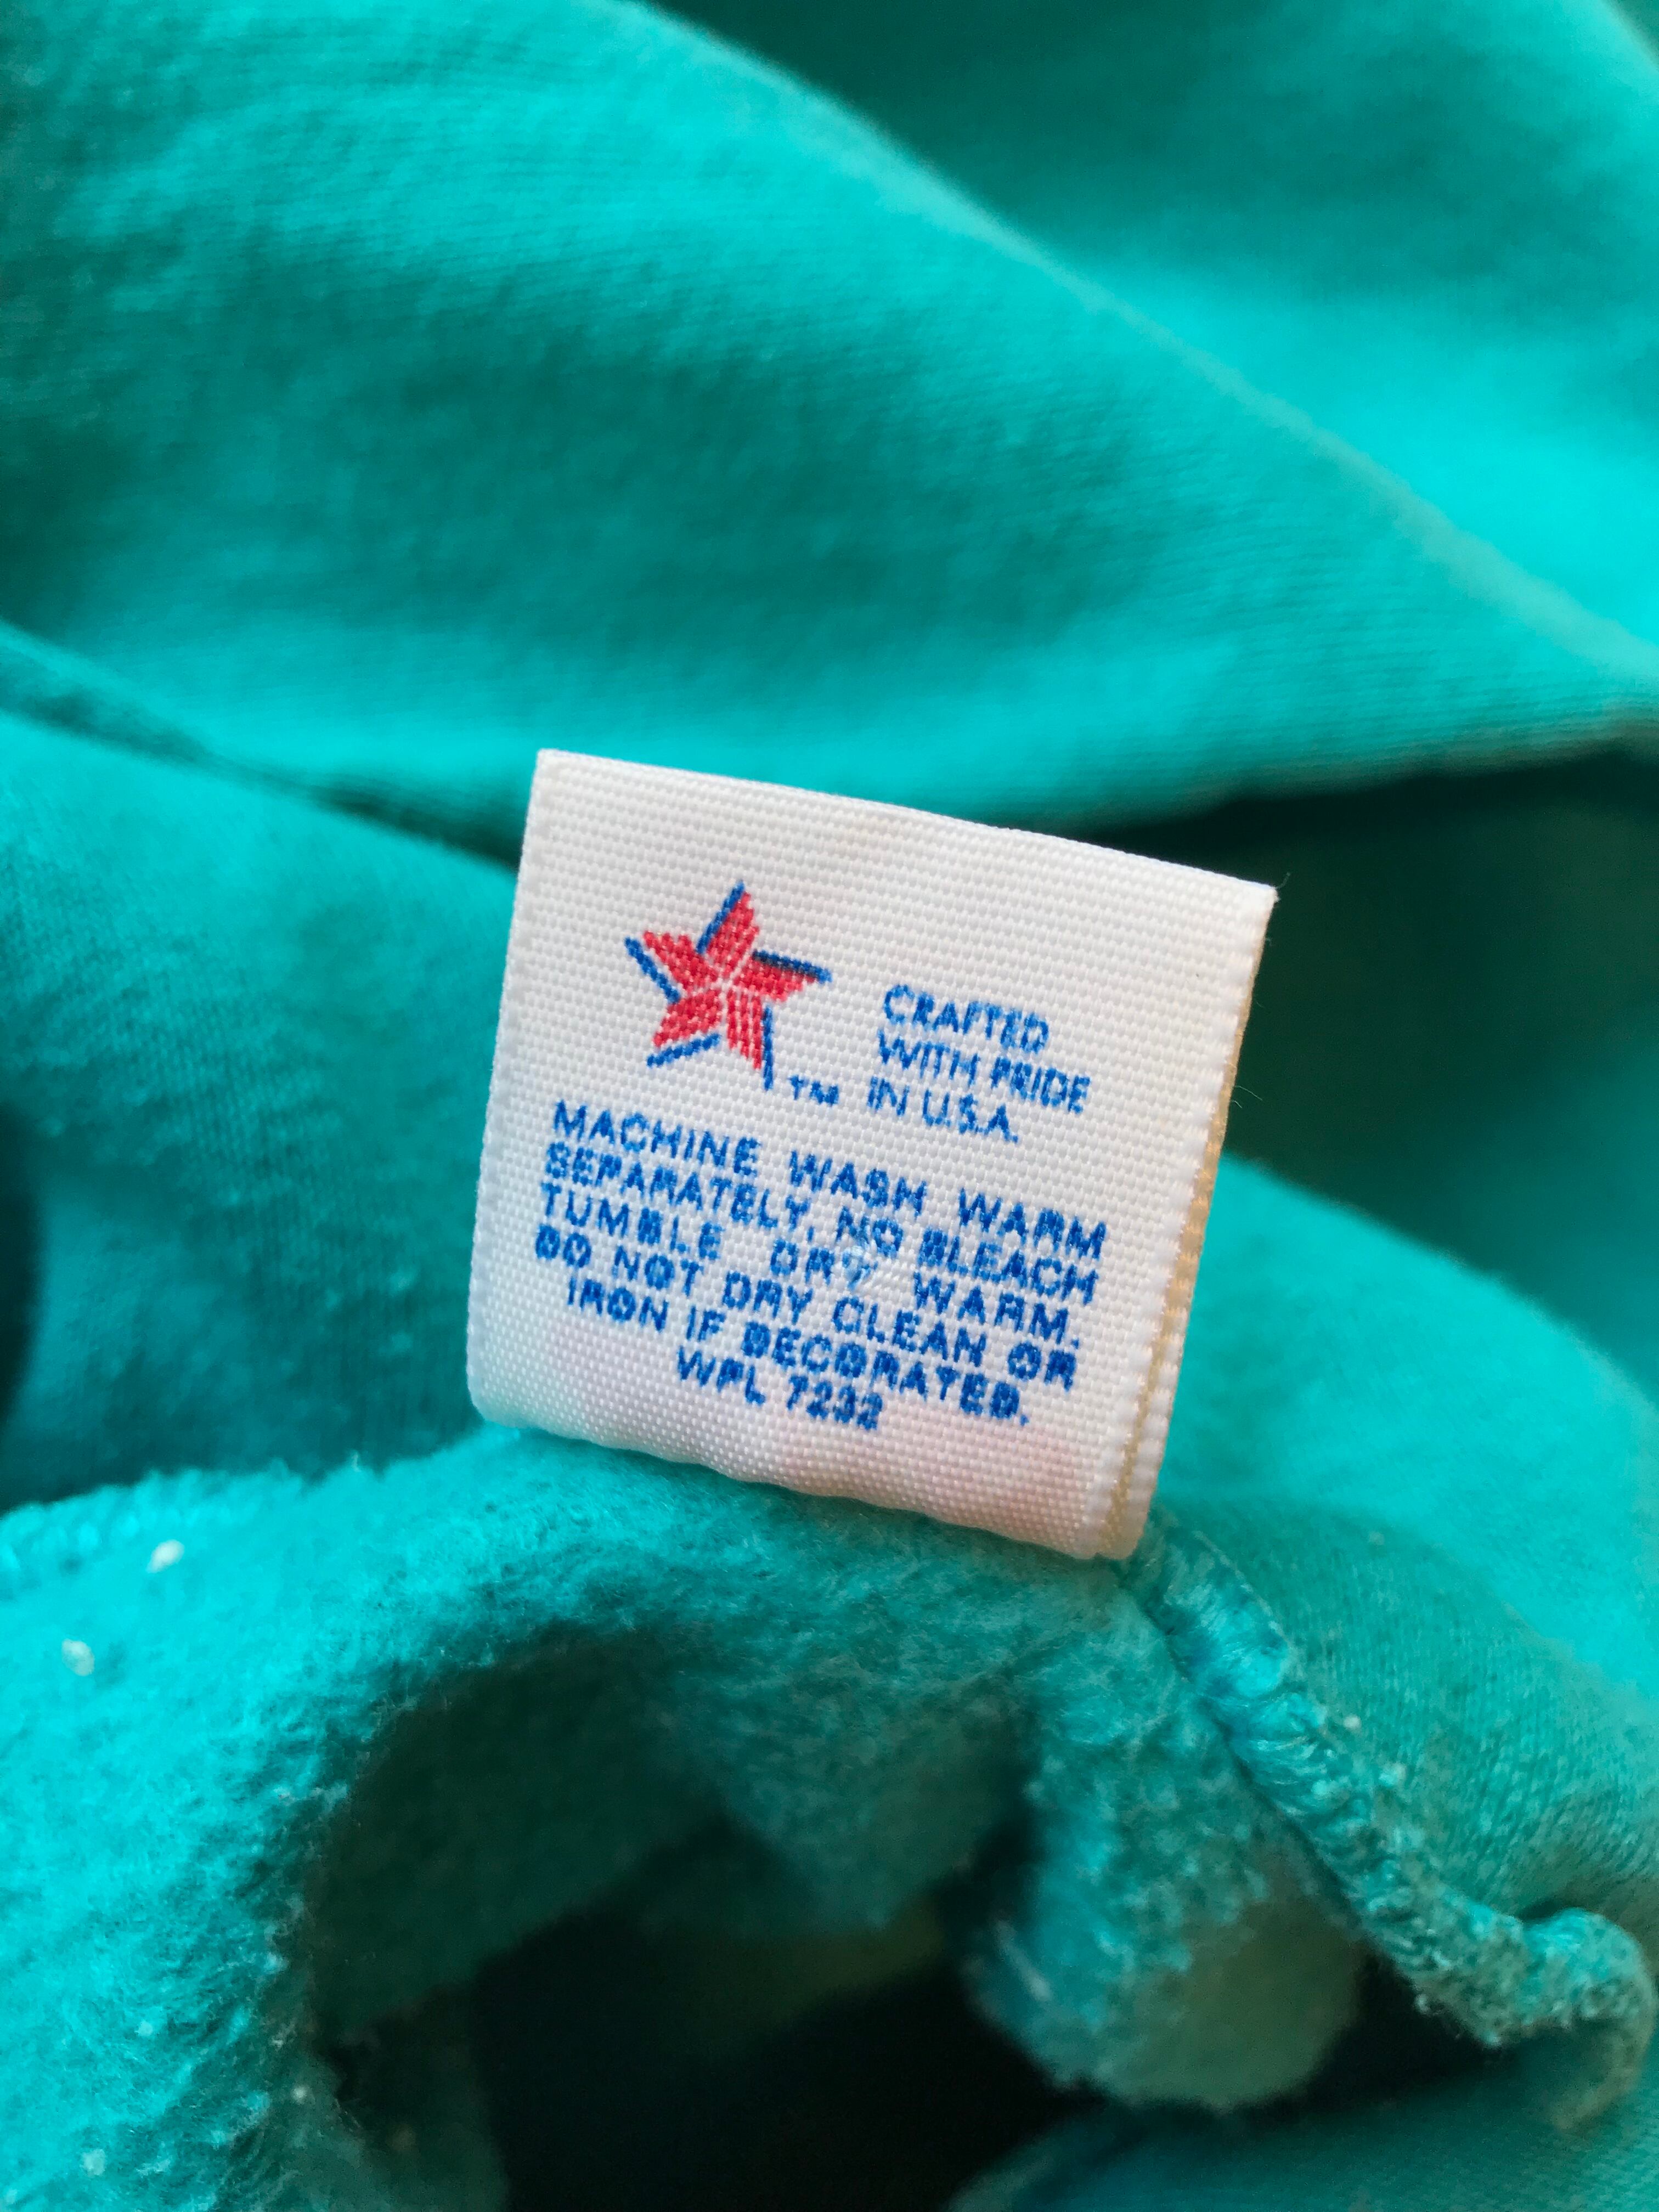 CRAFTED
WITH PRIDE
IN U.S.A.
TM
MACHINE WASH WARM
SEPARATELY, NO BLEACH
TUMBLE DRY WARM.
DO NOT DRY CLEAN OR
IRON IF DECORATED.
WPL 7232